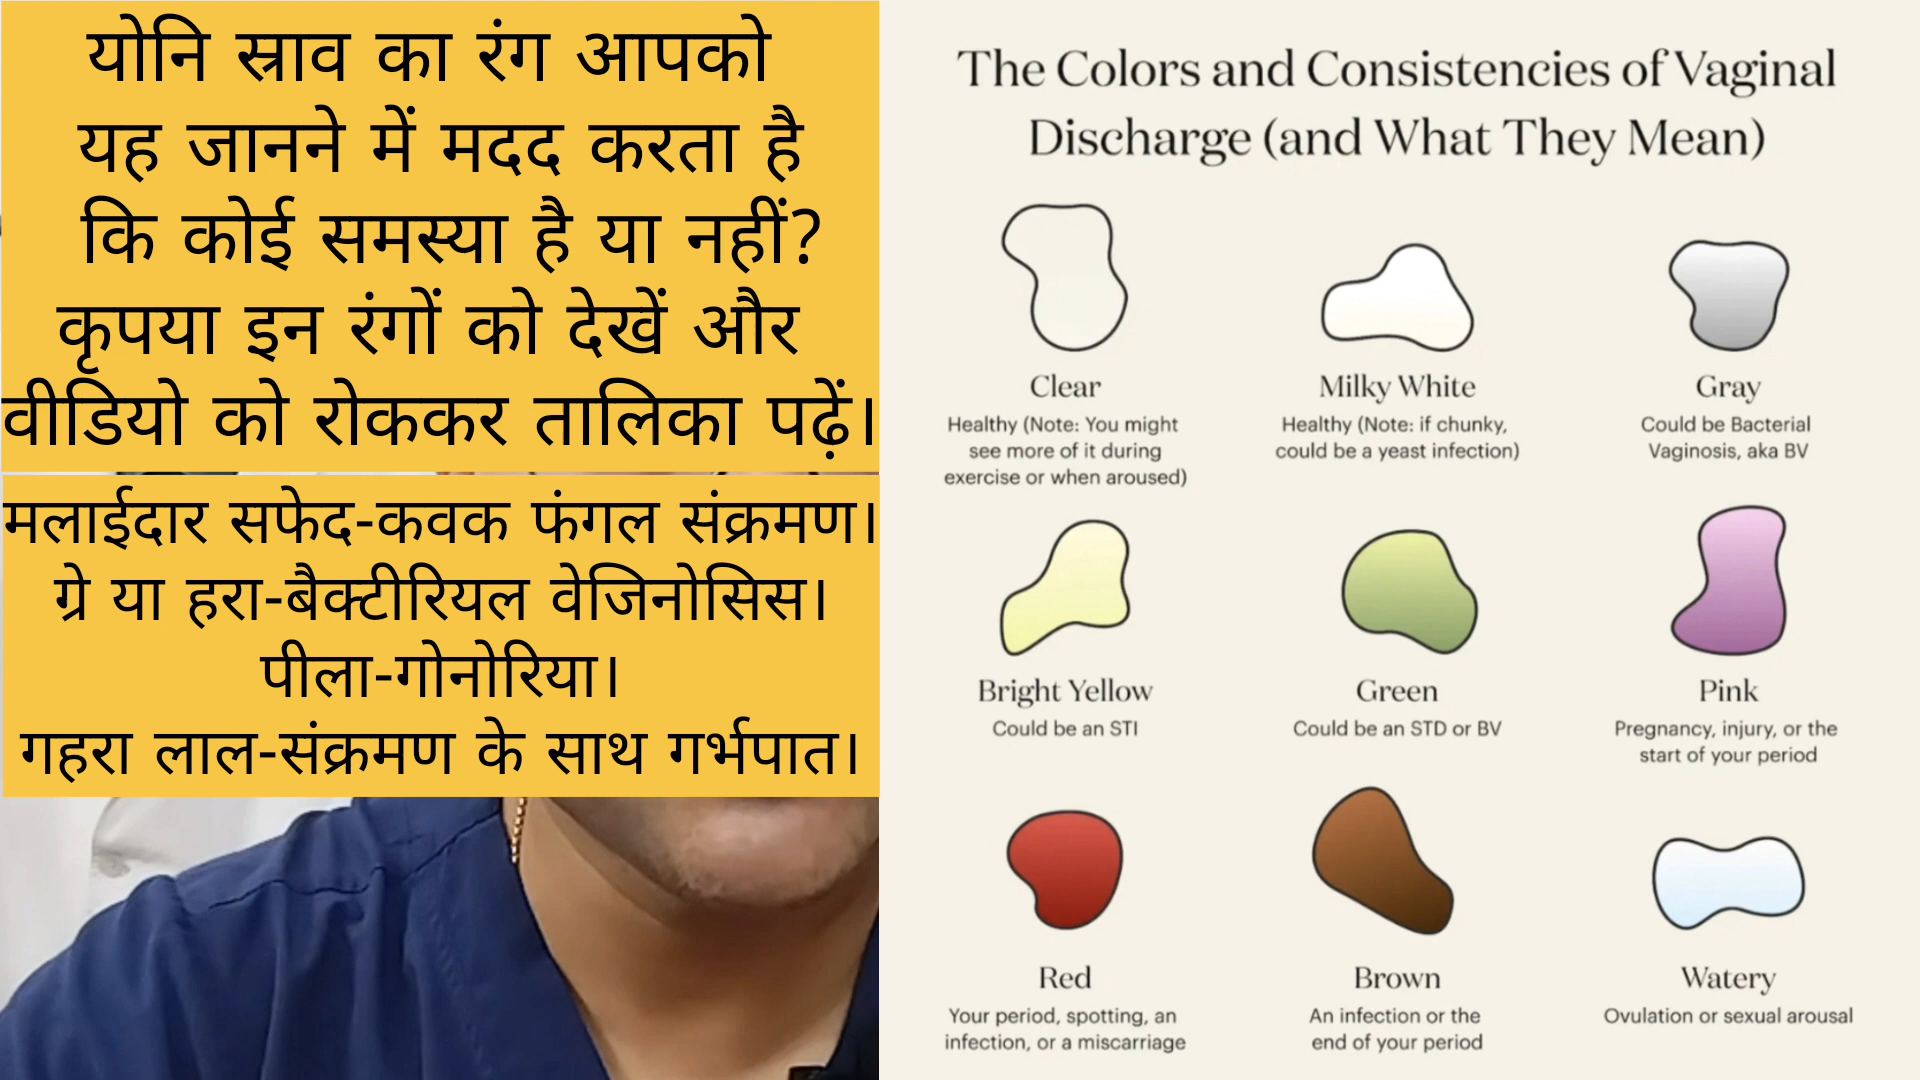 योनि स्राव का रंग आपको
यह जानने में मदद करता है
कि कोई समस्या है या नहीं?
कृपया इन रंगों को देखें और
वीडियो को रोककर तालिका पढ़ें।
मलाईदार सफेद-कवक फंगल संक्रमण।
ग्रे या हरा-बैक्टीरियल वेजिनोसिस।
पीला-गोनोरिया।
गहरा लाल-संक्रमण के साथ गर्भपात।
The Colors and Consistencies of Vaginal
Discharge (and What They Mean)
Clear
Healthy (Note: You might
see more of it during
exercise or when aroused)
Milky White
Healthy (Note: if chunky,
could be a yeast infection)
Gray
Could be Bacterial
Vaginosis, aka BV
Bright Yellow
Could be an STI
Green
Could be an STD or BV
Pink
Pregnancy, injury, or the
start of your period
Red
Your period, spotting, an
infection, or a miscarriage
Brown
An infection or the
end of your period
Watery
Ovulation or sexual arousal